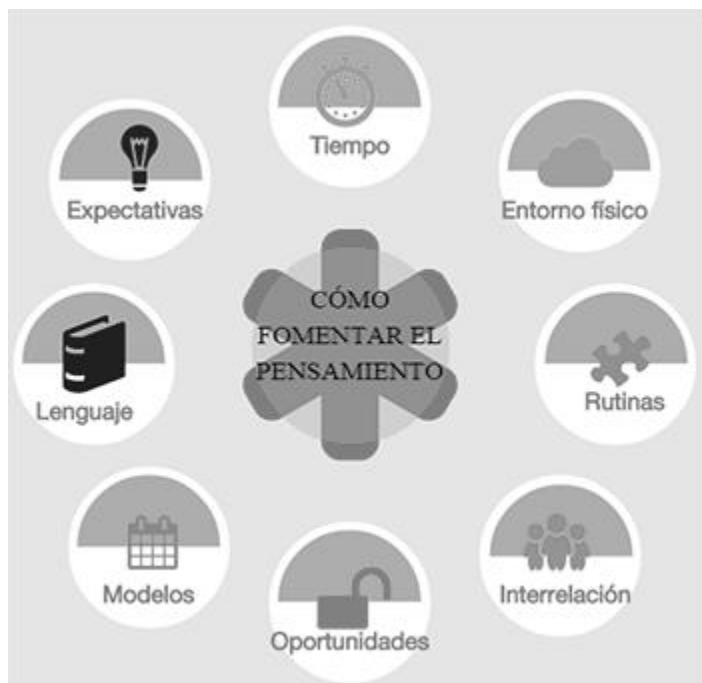 Tiempo
Expectativas
Entorno físico
CÓMO
FOMENTAR EL
PENSAMIENTO
Lenguaje
Rutinas
Modelos
Interrelación
Oportunidades